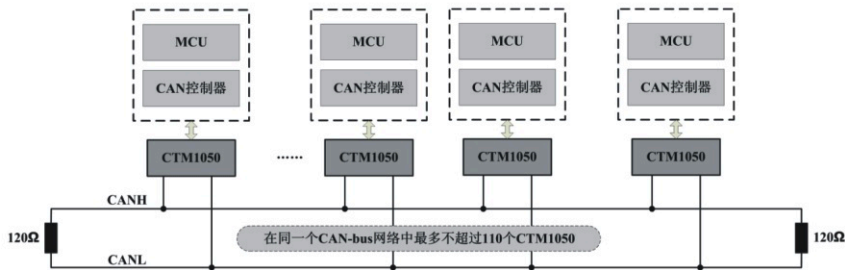 MCU MCU MCU MCU
CAN控制器 CAN控制器 CAN控制器 CAN控制器
CTM1050 ······ CTM1050 CTM1050 CTM1050
CANH
120Ω 在同一个CAN-bus网络中最多不超过110个CTM1050 120Ω
CANL